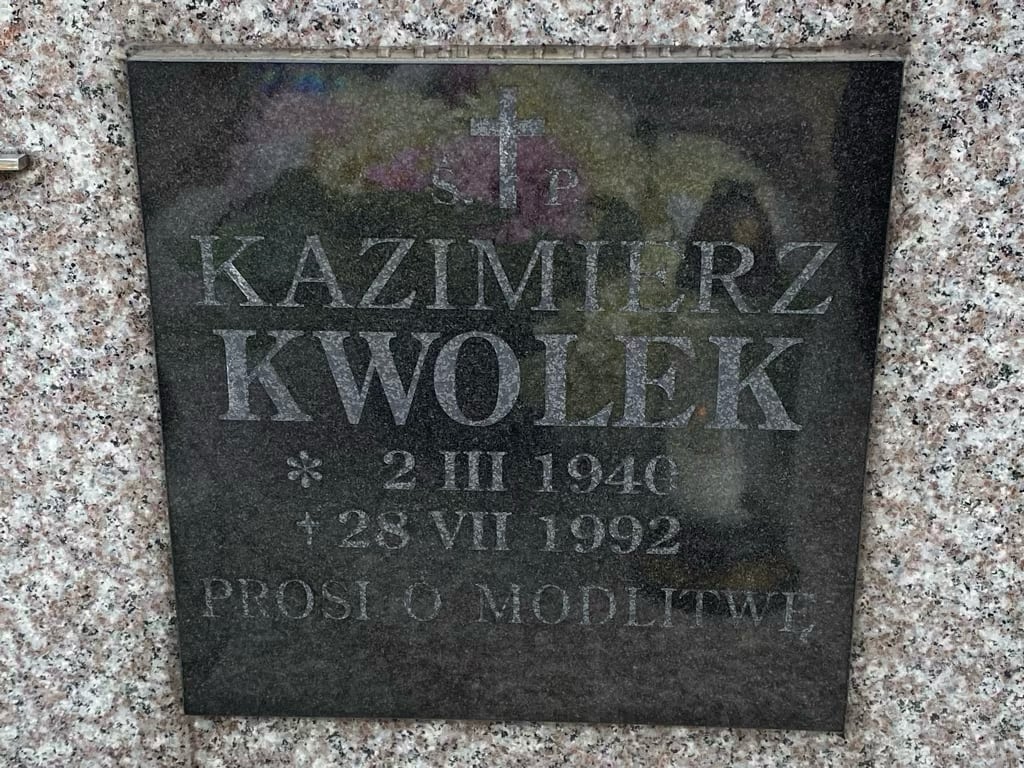 Ś. P
KAZIMIERZ
KWOLEK
* 2 III 1940
† 28 VII 1992
PROSI O MODLITWĘ